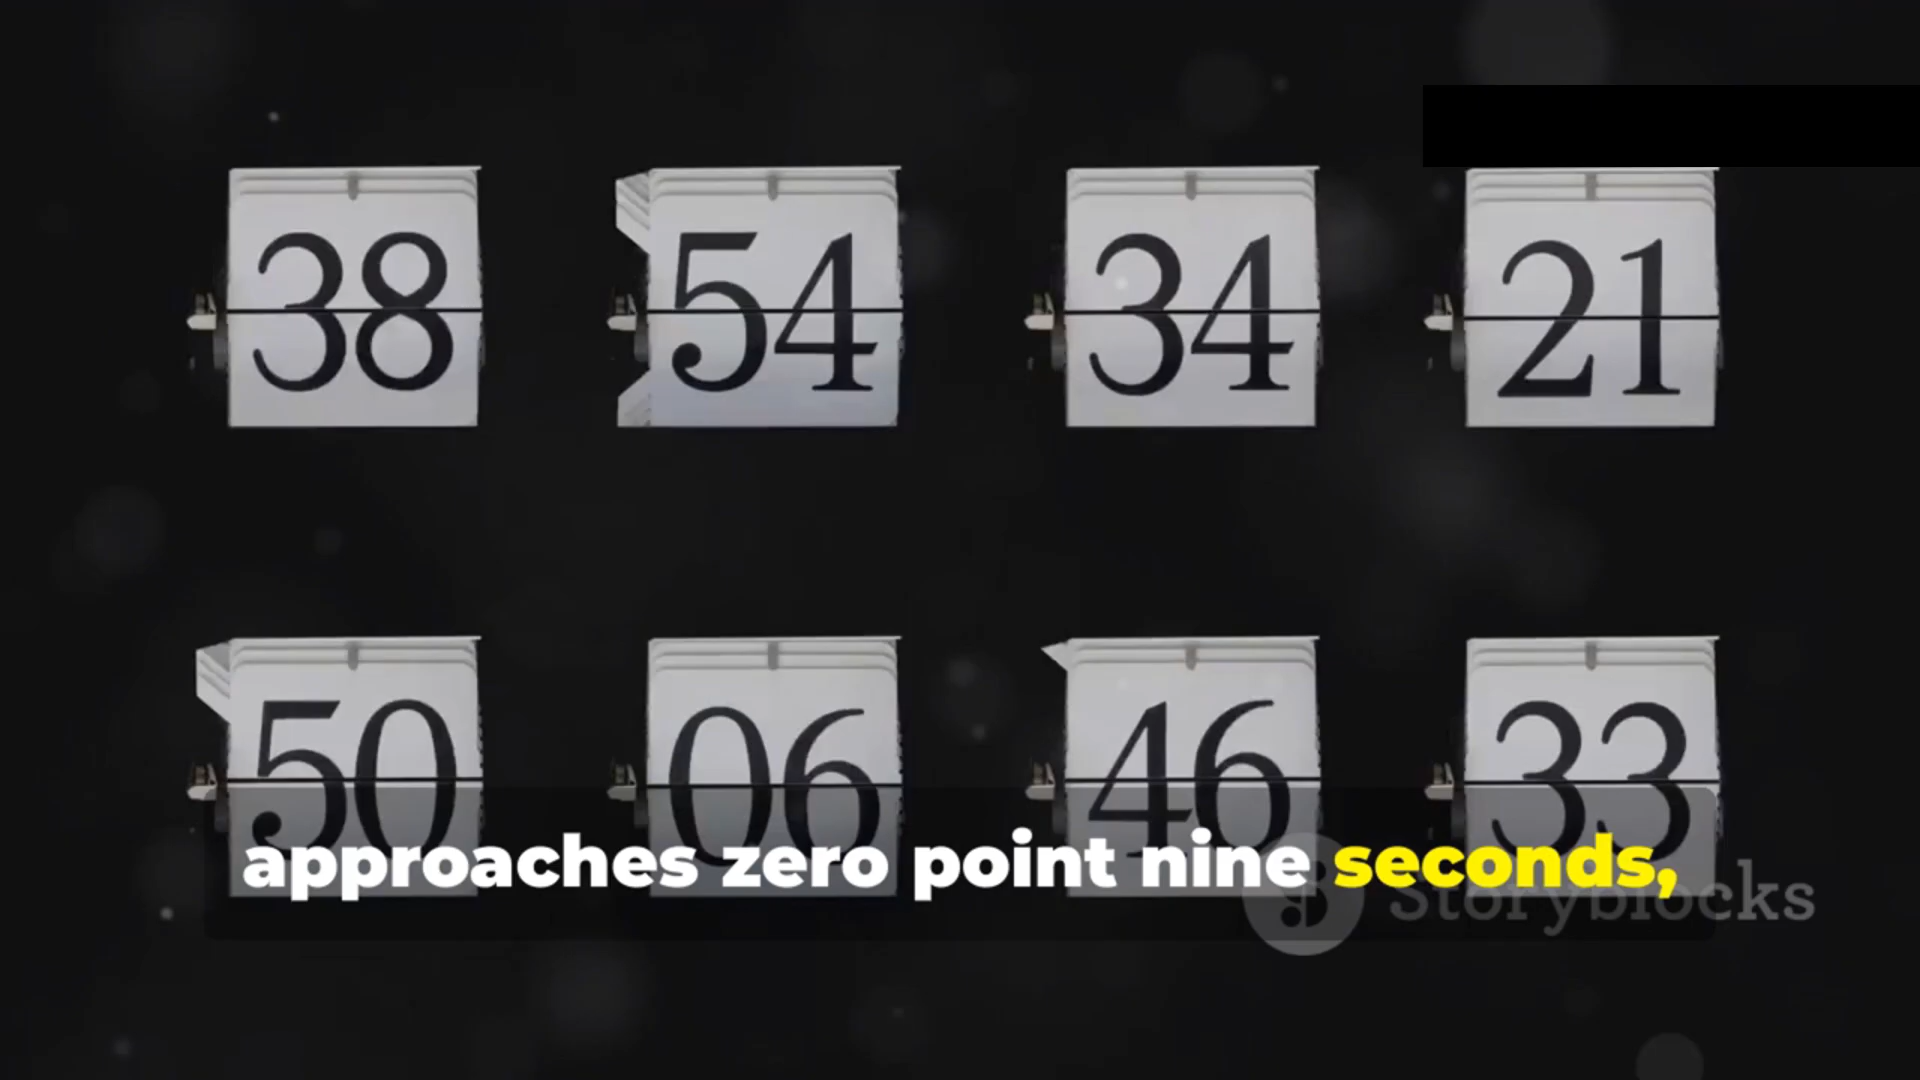 38 54 34 21
50 06 46 33
approaches zero point nine seconds,
Storyblocks